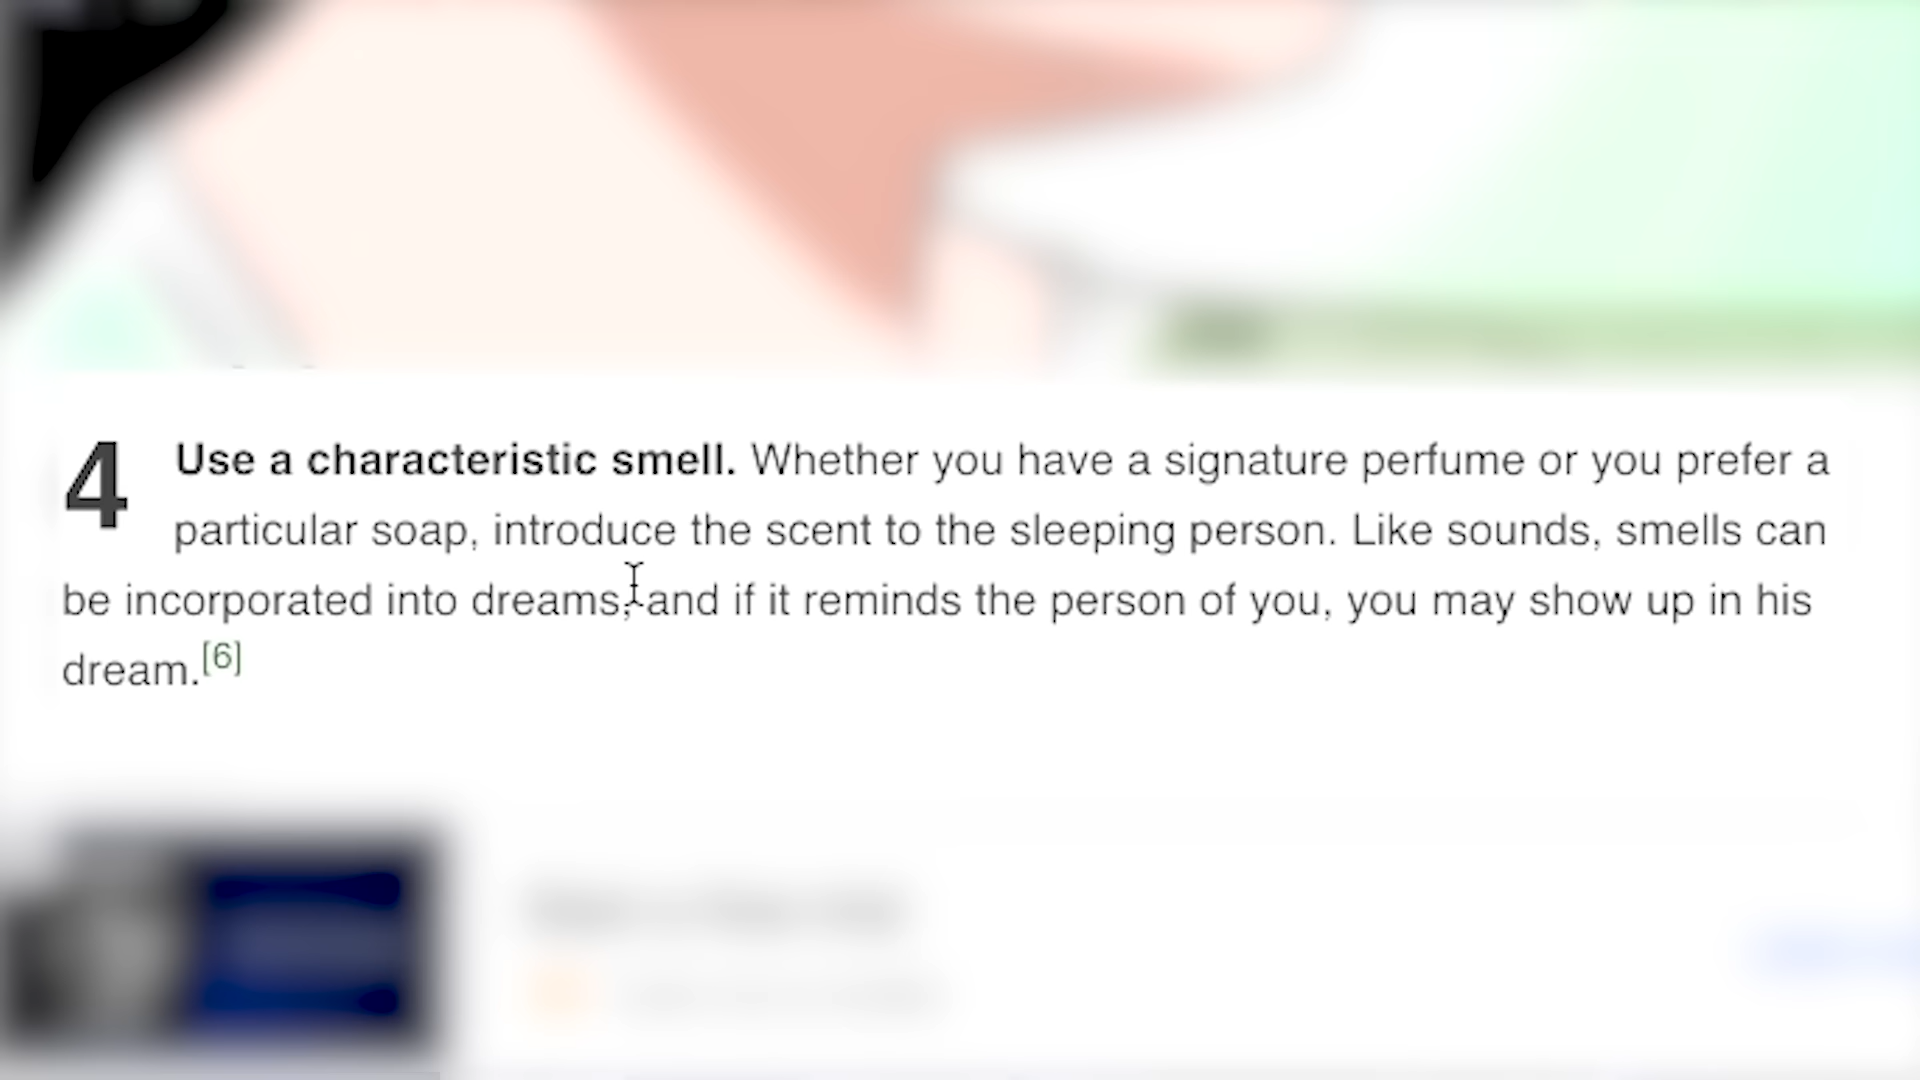 4 Use a characteristic smell. Whether you have a signature perfume or you prefer a
particular soap, introduce the scent to the sleeping person. Like sounds, smells can
be incorporated into dreams, and if it reminds the person of you, you may show up in his
dream.[6]